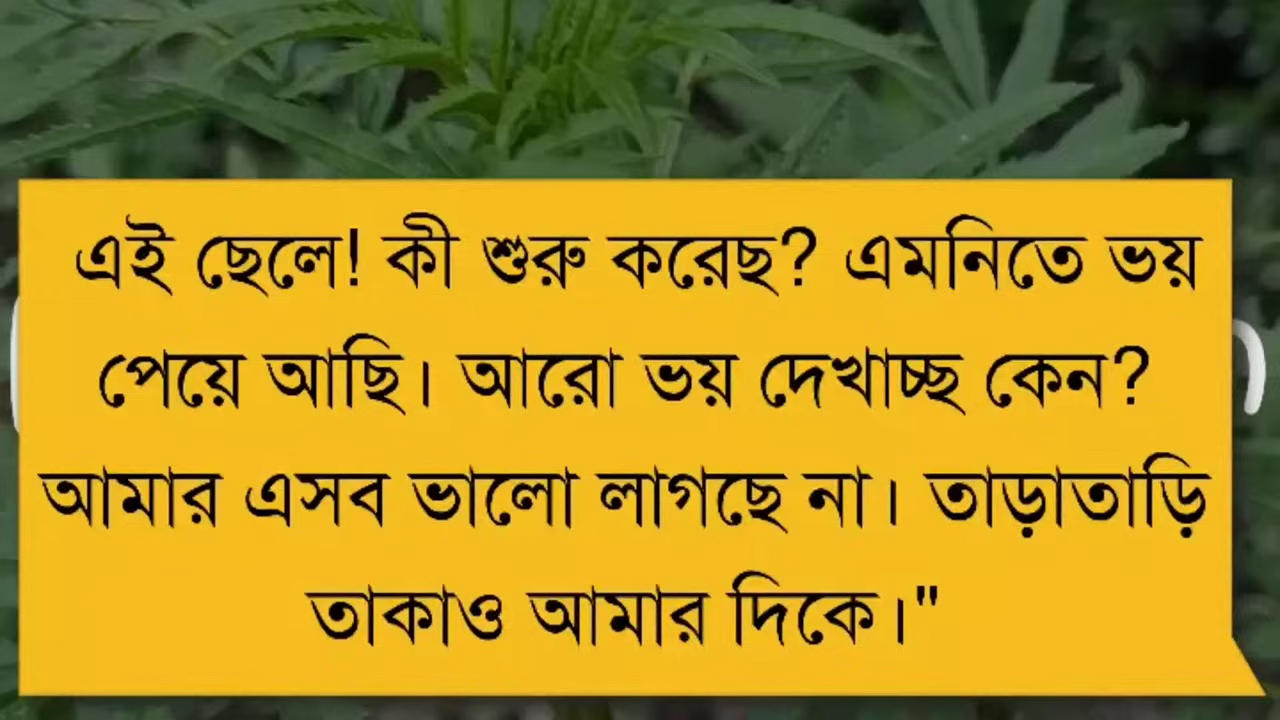 এই ছেলে! কী শুরু করেছ? এমনিতে ভয়
পেয়ে আছি। আরো ভয় দেখাচ্ছ কেন?
আমার এসব ভালো লাগছে না। তাড়াতাড়ি
তাকাও আমার দিকে।"